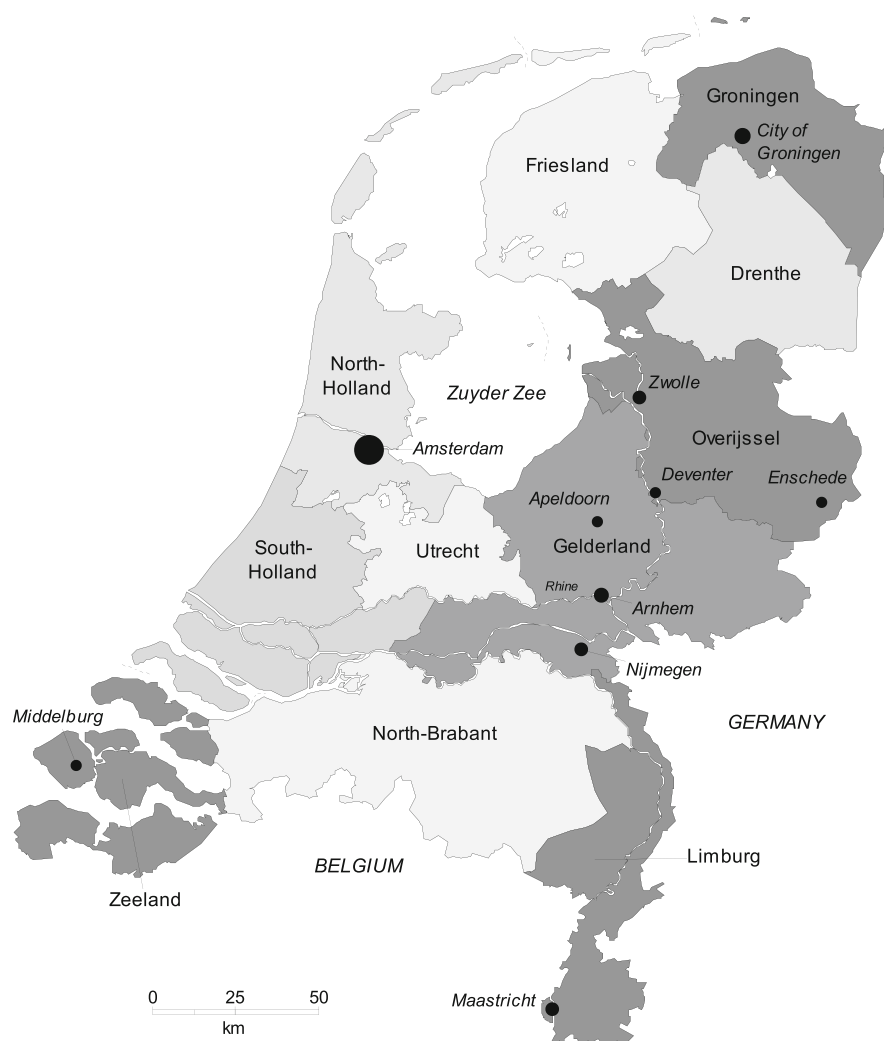 Groningen
City of
Groningen
Friesland
Drenthe
North-
Holland
Zuyder Zee
Zwolle
Overijssel
Amsterdam
Deventer
Enschede
Apeldoorn
Gelderland
South-
Holland
Utrecht
Rhine
Arnhem
Nijmegen
Middelburg
North-Brabant
GERMANY
BELGIUM
Limburg
Zeeland
Maastricht
0 25 50
km